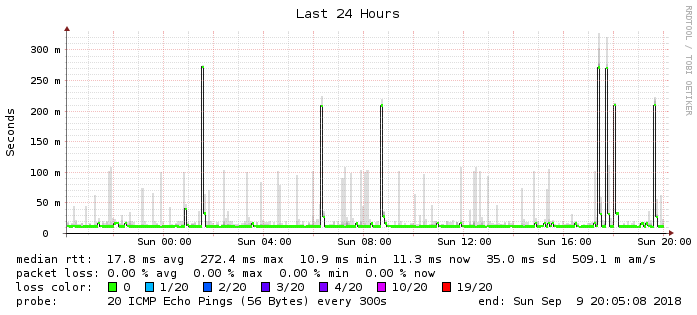 Last 24 Hours
RRDTOOL / TOBI OETIKER
Seconds
300 m
250 m
200 m
150 m
100 m
50 m
0
Sun 00:00 Sun 04:00 Sun 08:00 Sun 12:00 Sun 16:00 Sun 20:00
median rtt: 17.8 ms avg 272.4 ms max 10.9 ms min 11.3 ms now 35.0 ms sd 509.1 m am/s
packet loss: 0.00 % avg 0.00 % max 0.00 % min 0.00 % now
loss color: 0 1/20 2/20 3/20 4/20 10/20 19/20
probe: 20 ICMP Echo Pings (56 Bytes) every 300s end: Sun Sep 9 20:05:08 2018